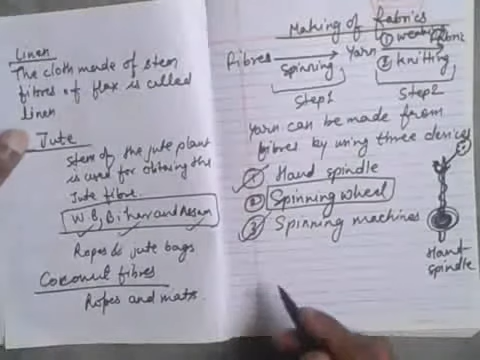 Linen
The cloth made of stem
fibres of flax is called
linen
Jute
Stem of the jute plant
is used for obtaining the
Jute fibre.
W.B, Bihar and Assam
Ropes & jute bags
Coconut fibres
Ropes and mats.
Making of fabrics
① weaving
Fibres → Yarn → Fabric
Spinning ② knitting
Step1 Step2
Yarn can be made from
fibres by using three devices
① Hand spindle
② Spinning wheel
③ Spinning machines
Hand-
spindle